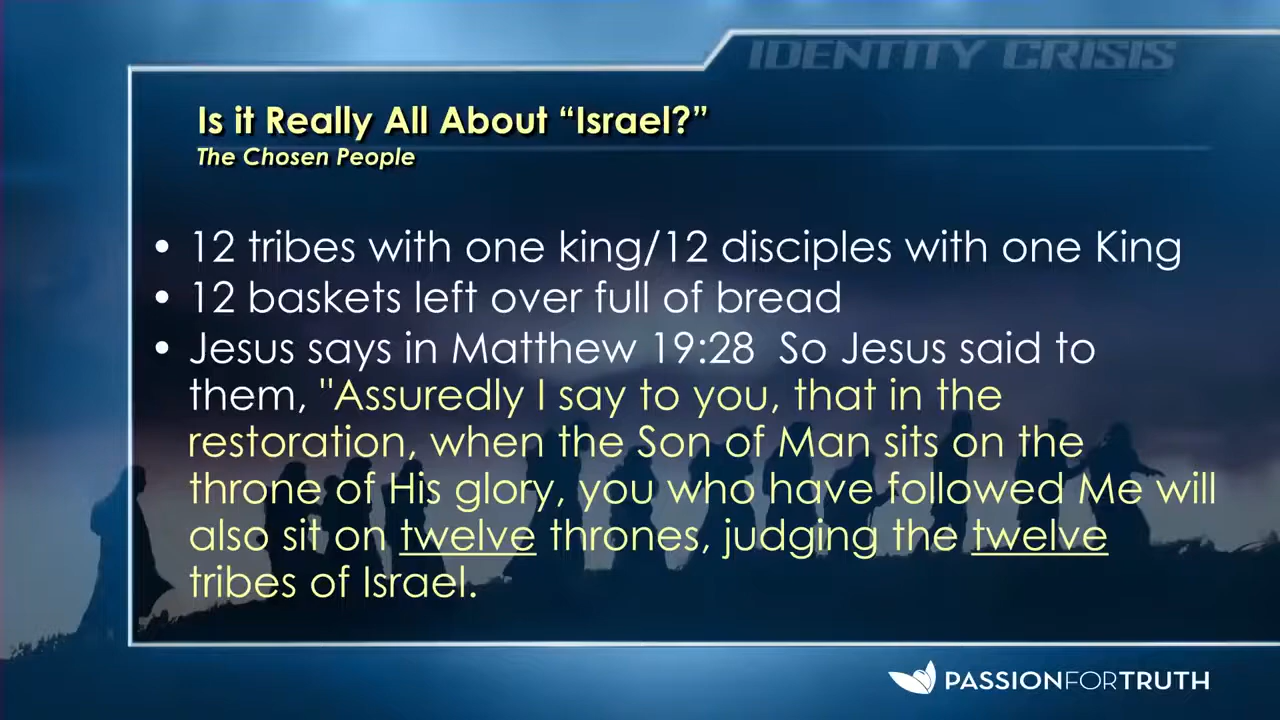 IDENTITY CRISIS
Is it Really All About “Israel?”
The Chosen People
• 12 tribes with one king/12 disciples with one King
• 12 baskets left over full of bread
• Jesus says in Matthew 19:28  So Jesus said to
them, "Assuredly I say to you, that in the
restoration, when the Son of Man sits on the
throne of His glory, you who have followed Me will
also sit on twelve thrones, judging the twelve
tribes of Israel.
PASSIONFORTRUTH